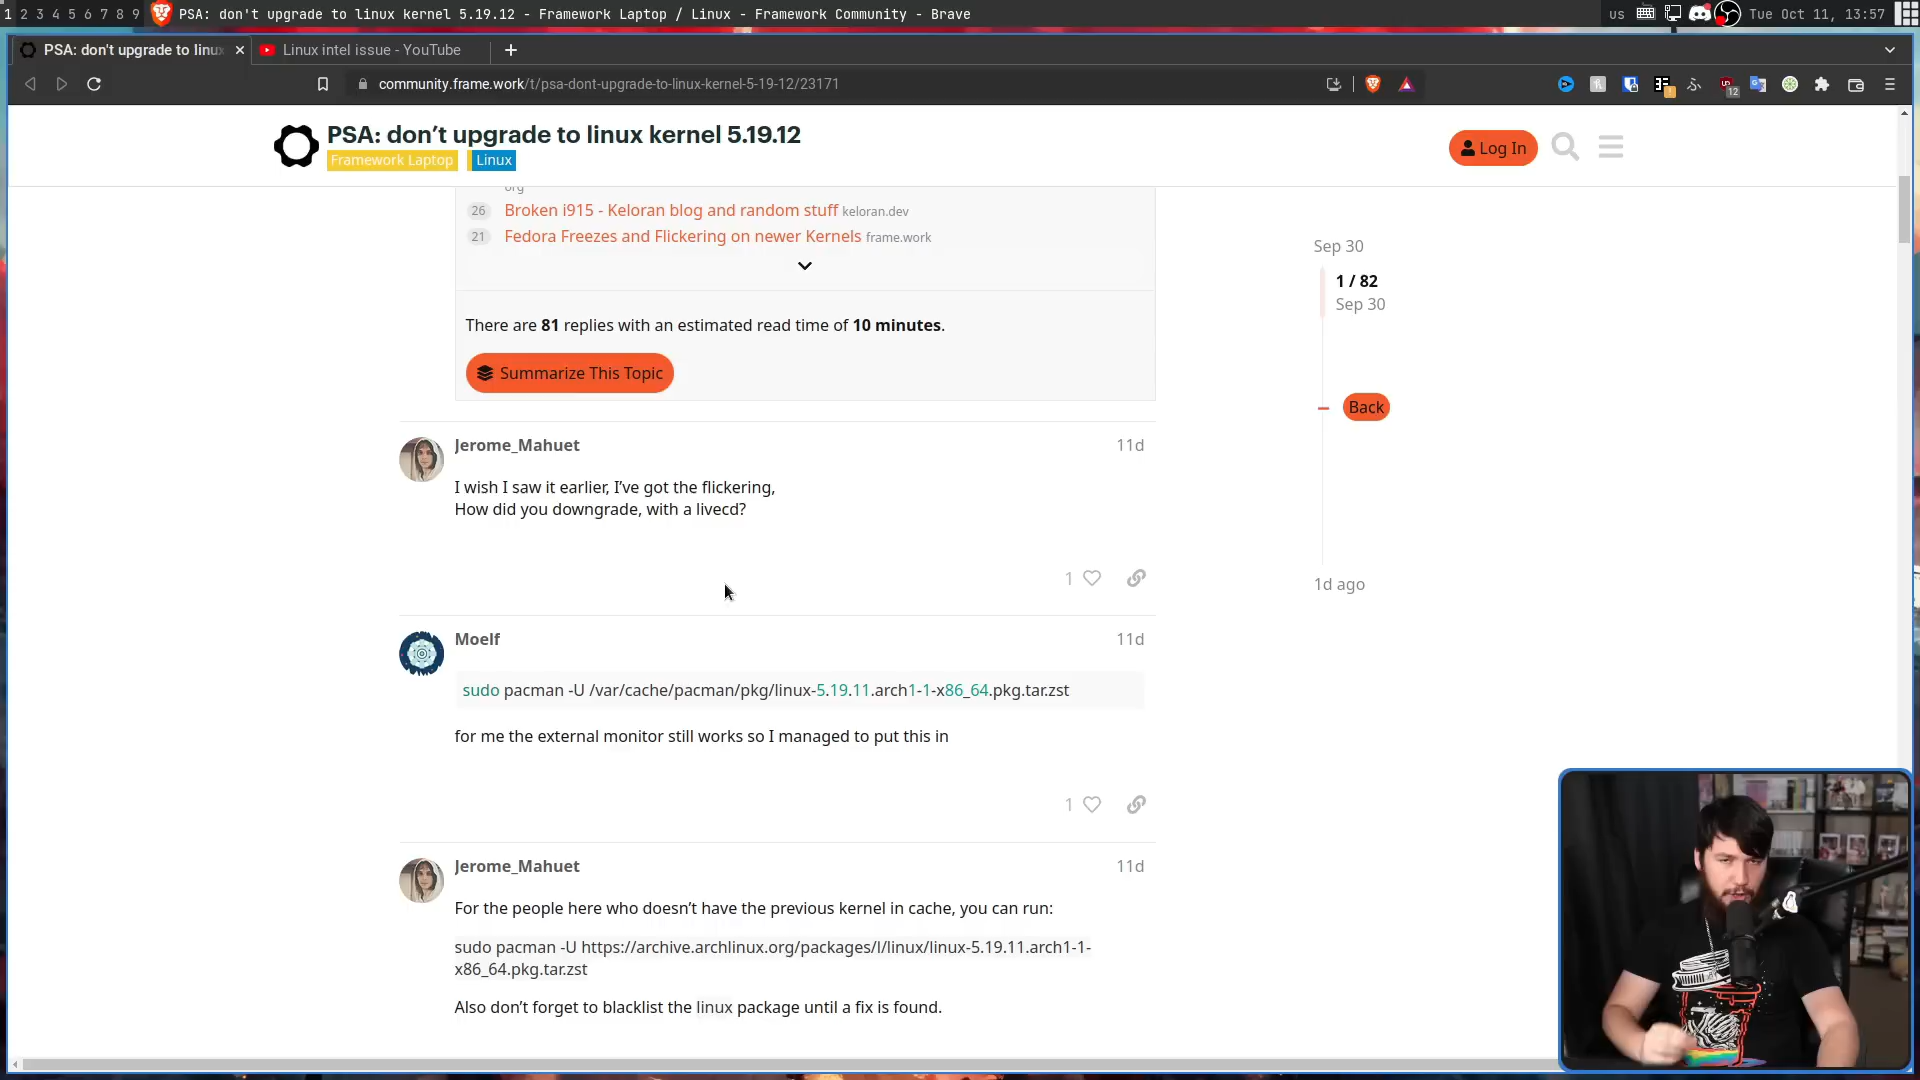 1 2 3 4 5 6 7 8 9 PSA: don't upgrade to linux kernel 5.19.12 - Framework Laptop / Linux - Framework Community - Brave us Tue Oct 11, 13:57
PSA: don't upgrade to linu Linux intel issue - YouTube
community.frame.work/t/psa-dont-upgrade-to-linux-kernel-5-19-12/23171 12
PSA: don’t upgrade to linux kernel 5.19.12
Framework Laptop Linux
Log In
org
26 Broken i915 - Keloran blog and random stuff keloran.dev
21 Fedora Freezes and Flickering on newer Kernels frame.work
There are 81 replies with an estimated read time of 10 minutes.
Summarize This Topic
Sep 30
1 / 82
Sep 30
Back
1d ago
Jerome_Mahuet 11d
I wish I saw it earlier, I’ve got the flickering,
How did you downgrade, with a livecd?
1
Moelf 11d
sudo pacman -U /var/cache/pacman/pkg/linux-5.19.11.arch1-1-x86_64.pkg.tar.zst
for me the external monitor still works so I managed to put this in
1
Jerome_Mahuet 11d
For the people here who doesn’t have the previous kernel in cache, you can run:
sudo pacman -U https://archive.archlinux.org/packages/l/linux/linux-5.19.11.arch1-1-
x86_64.pkg.tar.zst
Also don’t forget to blacklist the linux package until a fix is found.